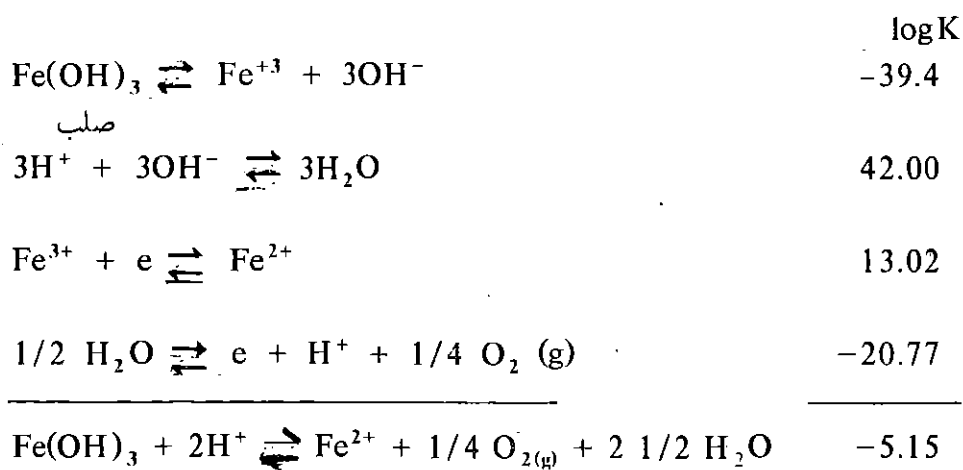 logK
Fe(OH)₃ ⇌ Fe⁺³ + 3OH⁻ -39.4
صلب
3H⁺ + 3OH⁻ ⇌ 3H₂O 42.00
Fe³⁺ + e ⇌ Fe²⁺ 13.02
1/2 H₂O ⇌ e + H⁺ + 1/4 O₂ (g) -20.77
Fe(OH)₃ + 2H⁺ ⇌ Fe²⁺ + 1/4 O₂(g) + 2 1/2 H₂O -5.15